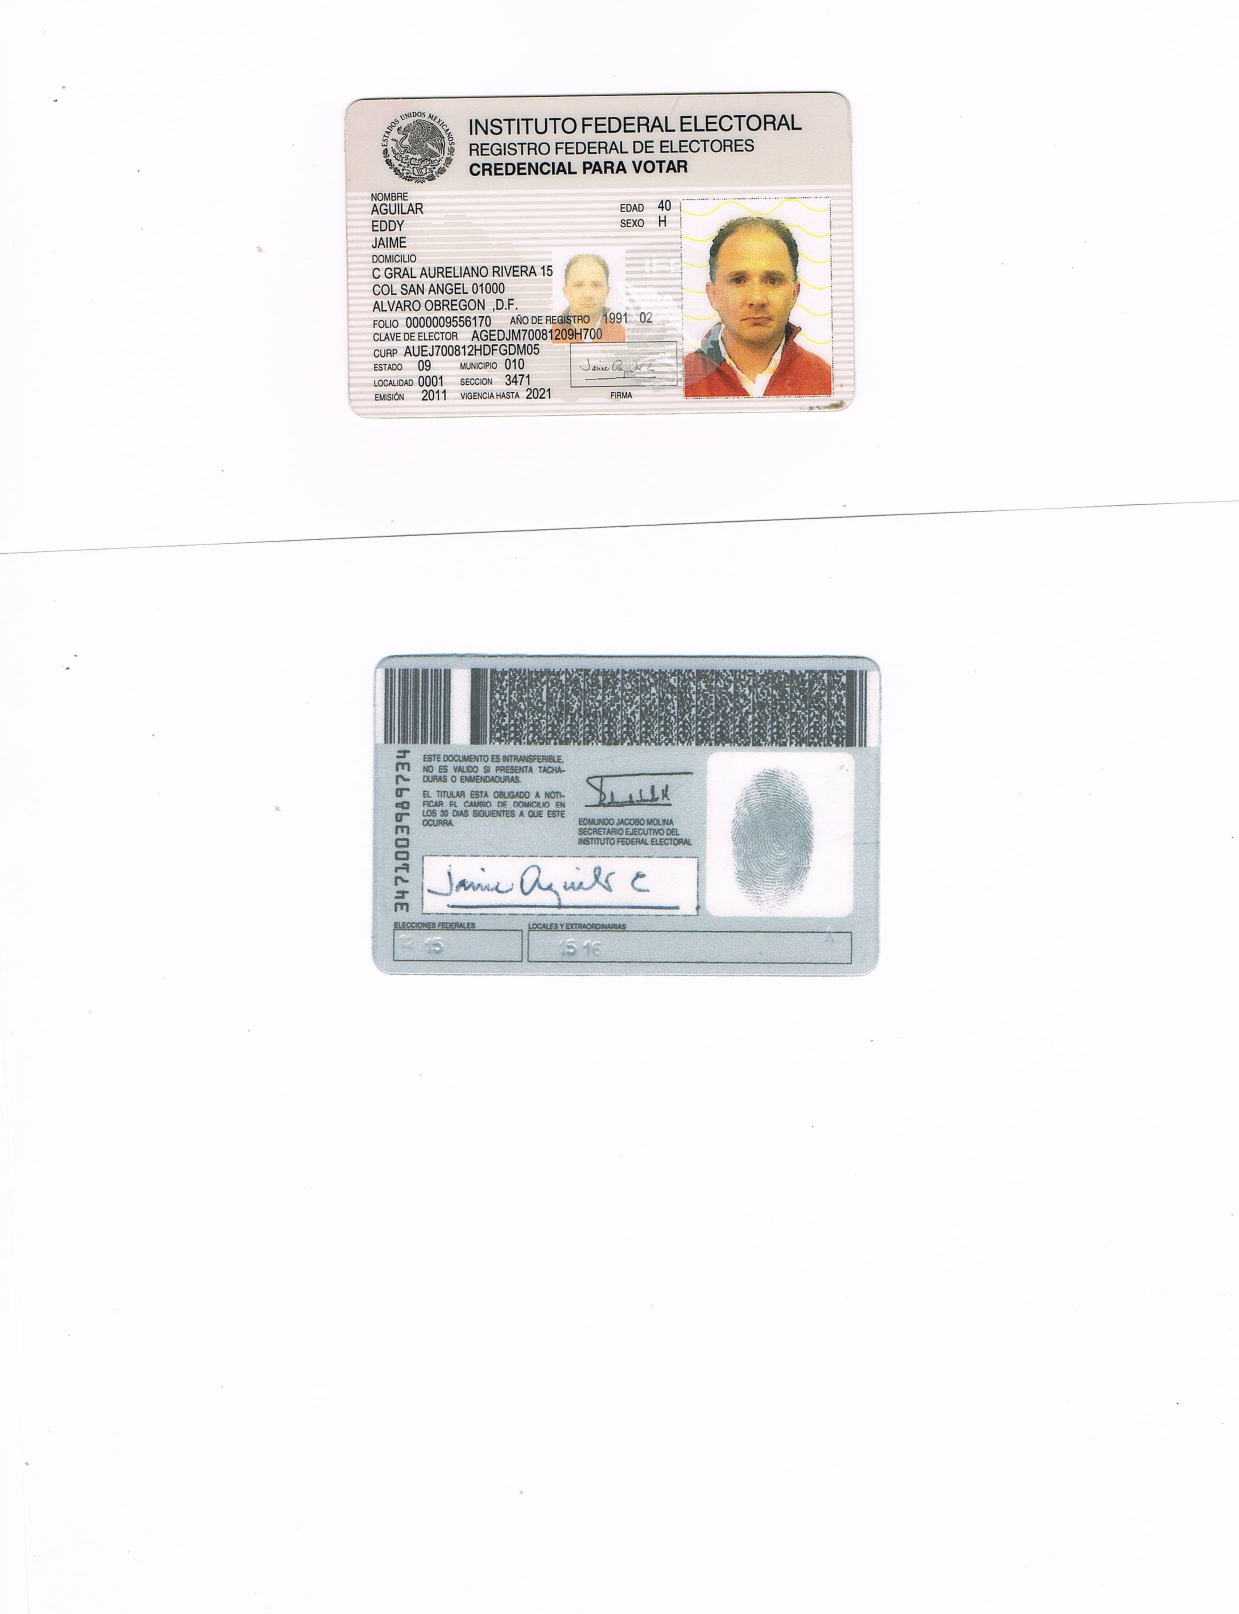 ESTADOS UNIDOS MEXICANOS
INSTITUTO FEDERAL ELECTORAL
REGISTRO FEDERAL DE ELECTORES
CREDENCIAL PARA VOTAR
NOMBRE
AGUILAR
EDDY
JAIME
EDAD 40
SEXO H
DOMICILIO
C GRAL AURELIANO RIVERA 15
COL SAN ANGEL 01000
ALVARO OBREGON ,D.F.
FOLIO 0000009556170 AÑO DE REGISTRO 1991 02
CLAVE DE ELECTOR AGEDJM70081209H700
CURP AUEJ700812HDFGDM05
ESTADO 09 MUNICIPIO 010
LOCALIDAD 0001 SECCION 3471
EMISIÓN 2011 VIGENCIA HASTA 2021
FIRMA
Jaime Aguilar E
IFE
3471003989734
ESTE DOCUMENTO ES INTRANSFERIBLE,
NO ES VALIDO SI PRESENTA TACHA-
DURAS O ENMENDADURAS.
EL TITULAR ESTA OBLIGADO A NOTI-
FICAR EL CAMBIO DE DOMICILIO EN
LOS 30 DIAS SIGUIENTES A QUE ESTE
OCURRA.
EDMUNDO JACOBO MOLINA
SECRETARIO EJECUTIVO DEL
INSTITUTO FEDERAL ELECTORAL
Jaime Aguilar E
ELECCIONES FEDERALES
15
LOCALES Y EXTRAORDINARIAS
15 16